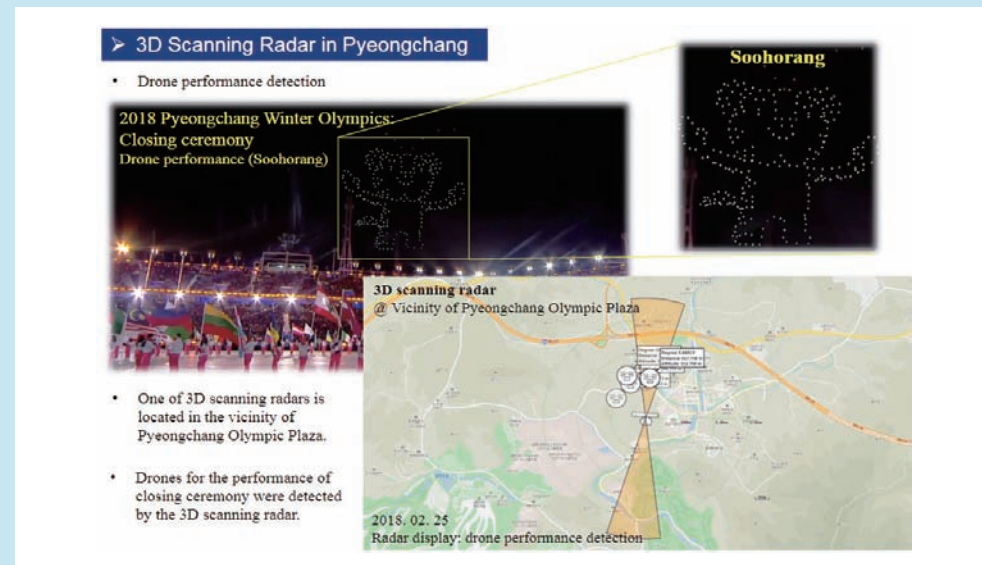 ➢ 3D Scanning Radar in Pyeongchang
• Drone performance detection
2018 Pyeongchang Winter Olympics:
Closing ceremony
Drone performance (Soohorang)
Soohorang
3D scanning radar
@ Vicinity of Pyeongchang Olympic Plaza
• One of 3D scanning radars is
located in the vicinity of
Pyeongchang Olympic Plaza.
• Drones for the performance of
closing ceremony were detected
by the 3D scanning radar.
2018. 02. 25
Radar display: drone performance detection